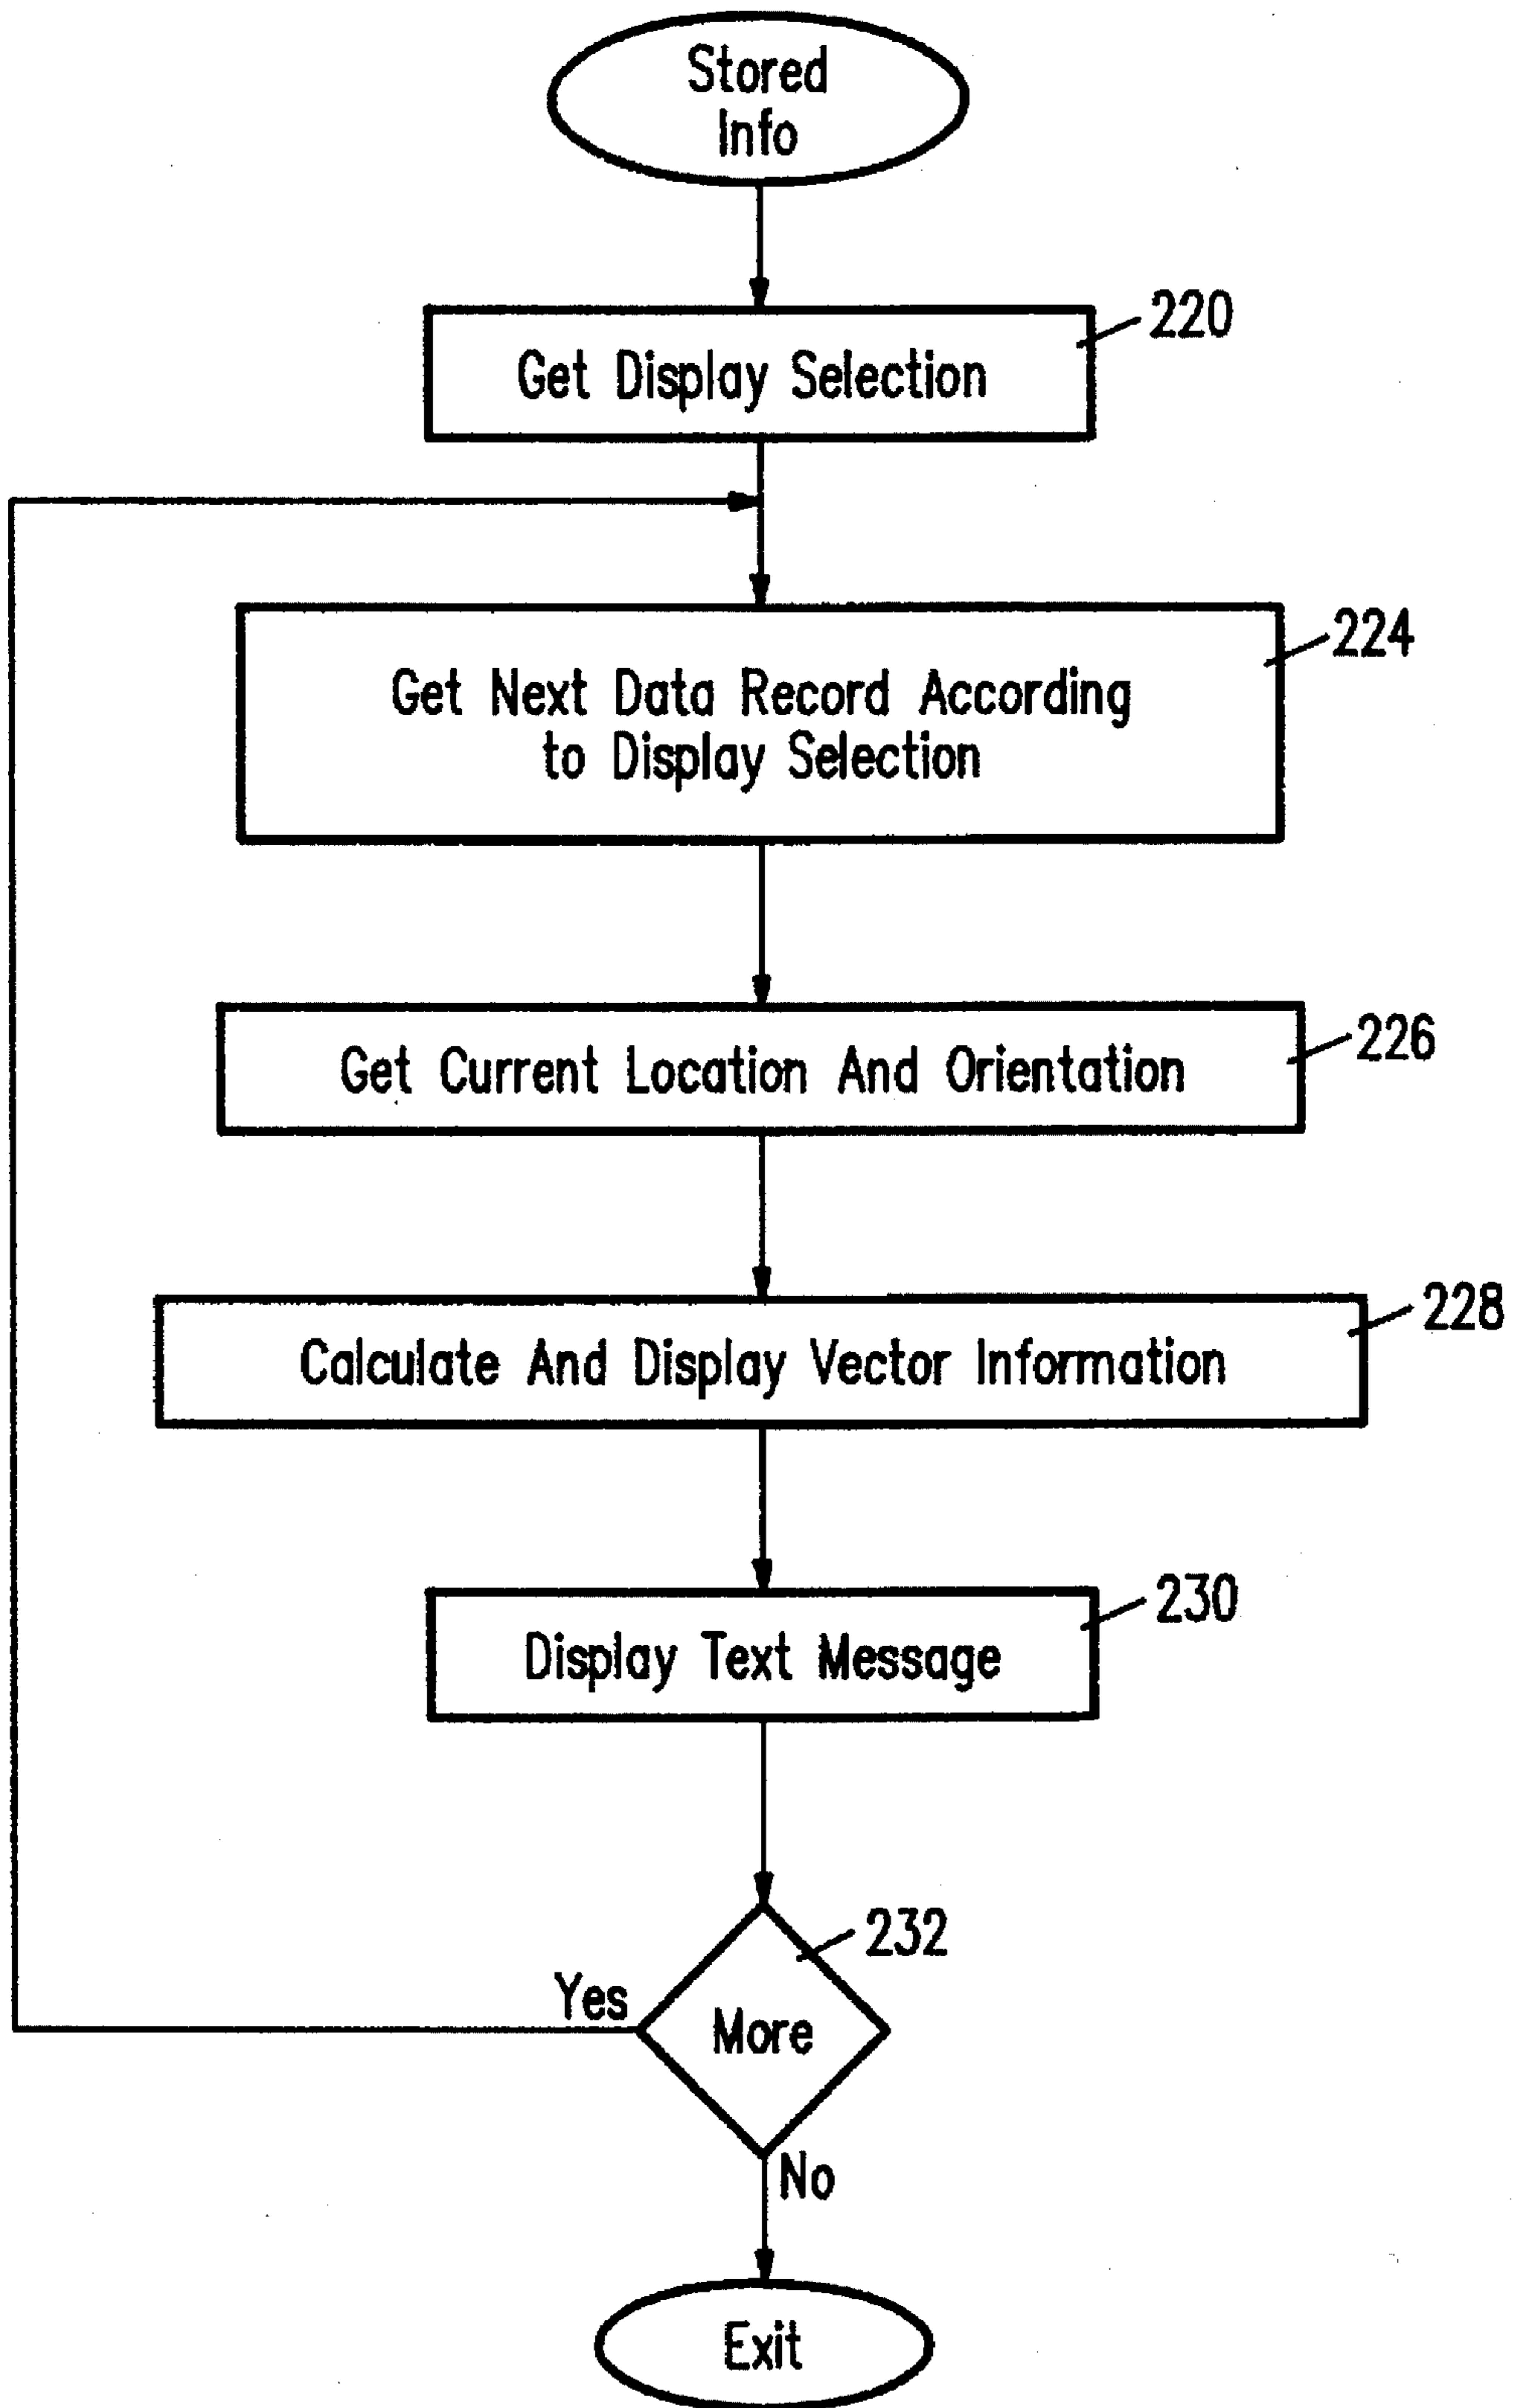 Stored
Info
220
Get Display Selection
224
Get Next Data Record According
to Display Selection
226
Get Current Location And Orientation
228
Calculate And Display Vector Information
230
Display Text Message
232
Yes
More
No
Exit